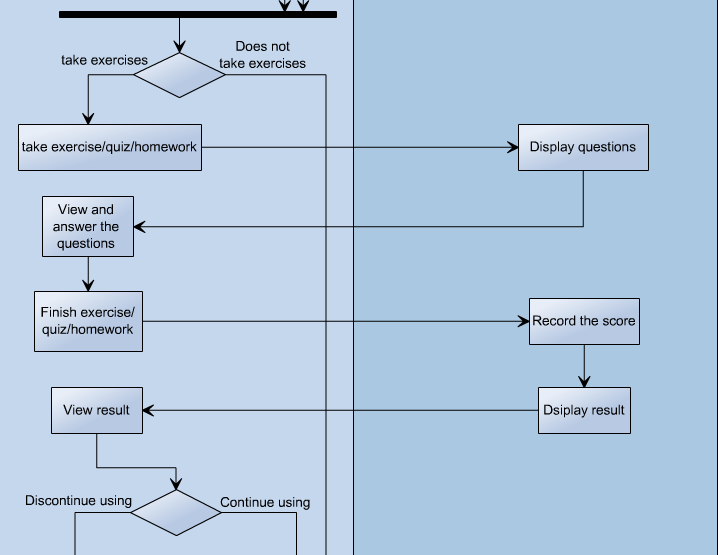 Does not
take exercises
take exercises
take exercise/quiz/homework
Display questions
View and
answer the
questions
Finish exercise/
quiz/homework
Record the score
View result
Dsiplay result
Discontinue using
Continue using